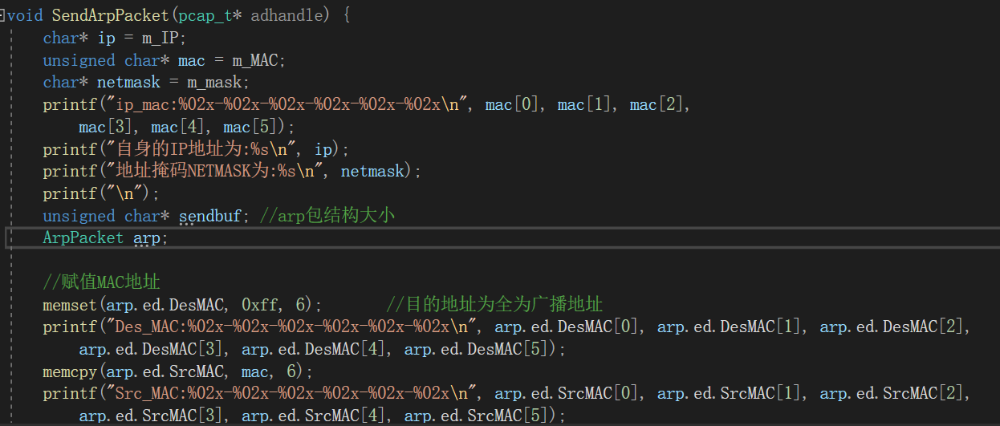 void SendArpPacket(pcap_t* adhandle) {
char* ip = m_IP;
unsigned char* mac = m_MAC;
char* netmask = m_mask;
printf("ip_mac:%02x-%02x-%02x-%02x-%02x-%02x\n", mac[0], mac[1], mac[2],
mac[3], mac[4], mac[5]);
printf("自身的IP地址为:%s\n", ip);
printf("地址掩码NETMASK为:%s\n", netmask);
printf("\n");
unsigned char* sendbuf; //arp包结构大小
ArpPacket arp;
//赋值MAC地址
memset(arp.ed.DesMAC, 0xff, 6); //目的地址为全为广播地址
printf("Des_MAC:%02x-%02x-%02x-%02x-%02x-%02x\n", arp.ed.DesMAC[0], arp.ed.DesMAC[1], arp.ed.DesMAC[2],
arp.ed.DesMAC[3], arp.ed.DesMAC[4], arp.ed.DesMAC[5]);
memcpy(arp.ed.SrcMAC, mac, 6);
printf("Src_MAC:%02x-%02x-%02x-%02x-%02x-%02x\n", arp.ed.SrcMAC[0], arp.ed.SrcMAC[1], arp.ed.SrcMAC[2],
arp.ed.SrcMAC[3], arp.ed.SrcMAC[4], arp.ed.SrcMAC[5]);